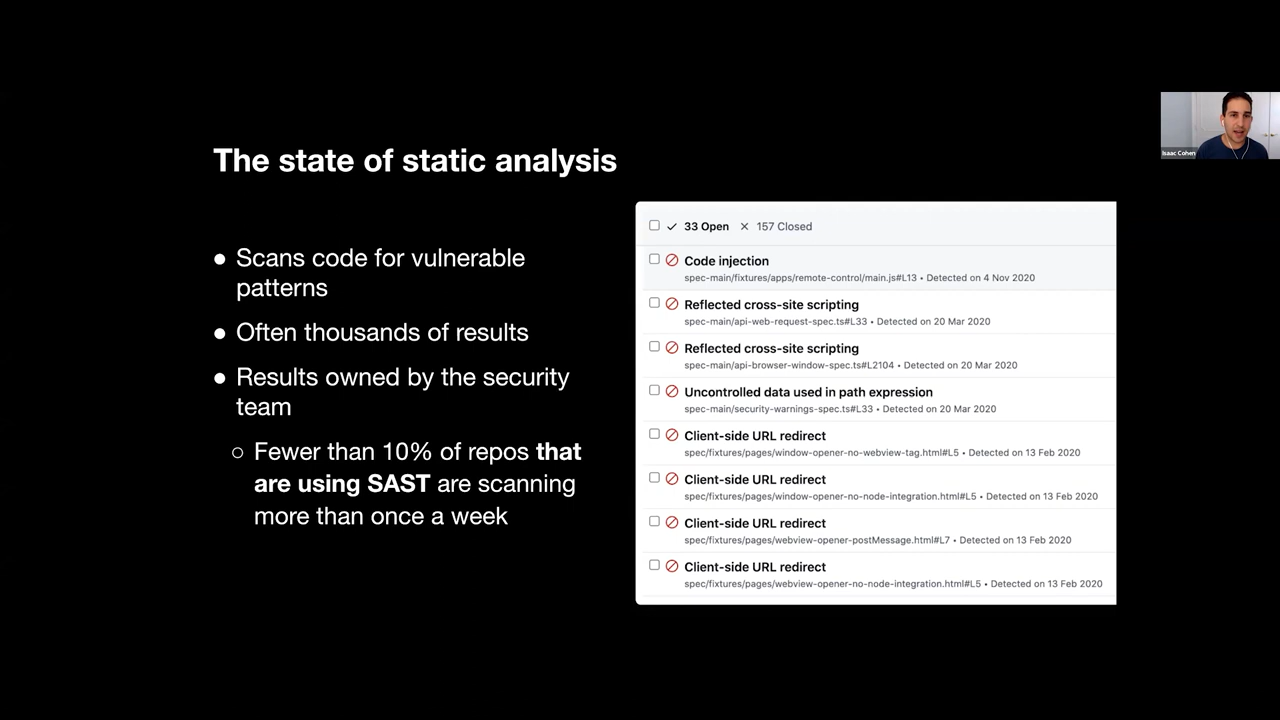 The state of static analysis
● Scans code for vulnerable
patterns
● Often thousands of results
● Results owned by the security
team
○ Fewer than 10% of repos that
are using SAST are scanning
more than once a week
33 Open 157 Closed
Code injection
spec-main/fixtures/apps/remote-control/main.js#L13 • Detected on 4 Nov 2020
Reflected cross-site scripting
spec-main/api-web-request-spec.ts#L33 • Detected on 20 Mar 2020
Reflected cross-site scripting
spec-main/api-browser-window-spec.ts#L2104 • Detected on 20 Mar 2020
Uncontrolled data used in path expression
spec-main/security-warnings-spec.ts#L33 • Detected on 20 Mar 2020
Client-side URL redirect
spec/fixtures/pages/window-opener-no-webview-tag.html#L5 • Detected on 13 Feb 2020
Client-side URL redirect
spec/fixtures/pages/window-opener-no-node-integration.html#L5 • Detected on 13 Feb 2020
Client-side URL redirect
spec/fixtures/pages/webview-opener-postMessage.html#L7 • Detected on 13 Feb 2020
Client-side URL redirect
spec/fixtures/pages/webview-opener-no-node-integration.html#L5 • Detected on 13 Feb 2020
Isaac Cohen